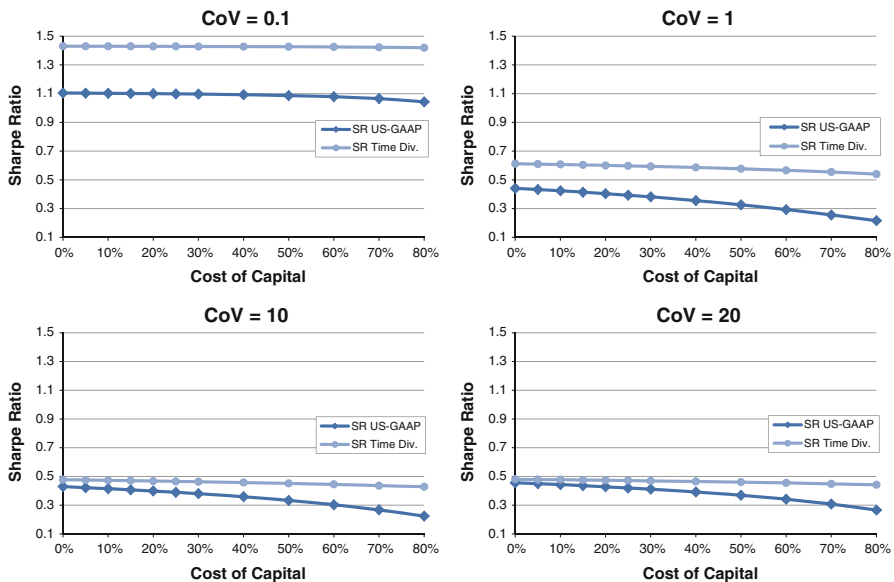 CoV = 0.1
1.5
1.3
1.1
0.9
0.7
0.5
0.3
0.1
Sharpe Ratio
SR US-GAAP
SR Time Div.
0% 10% 20% 30% 40% 50% 60% 70% 80%
Cost of Capital
CoV = 1
1.5
1.3
1.1
0.9
0.7
0.5
0.3
0.1
Sharpe Ratio
SR US-GAAP
SR Time Div.
0% 10% 20% 30% 40% 50% 60% 70% 80%
Cost of Capital
CoV = 10
1.5
1.3
1.1
0.9
0.7
0.5
0.3
0.1
Sharpe Ratio
SR US-GAAP
SR Time Div.
0% 10% 20% 30% 40% 50% 60% 70% 80%
Cost of Capital
CoV = 20
1.5
1.3
1.1
0.9
0.7
0.5
0.3
0.1
Sharpe Ratio
SR US-GAAP
SR Time Div.
0% 10% 20% 30% 40% 50% 60% 70% 80%
Cost of Capital